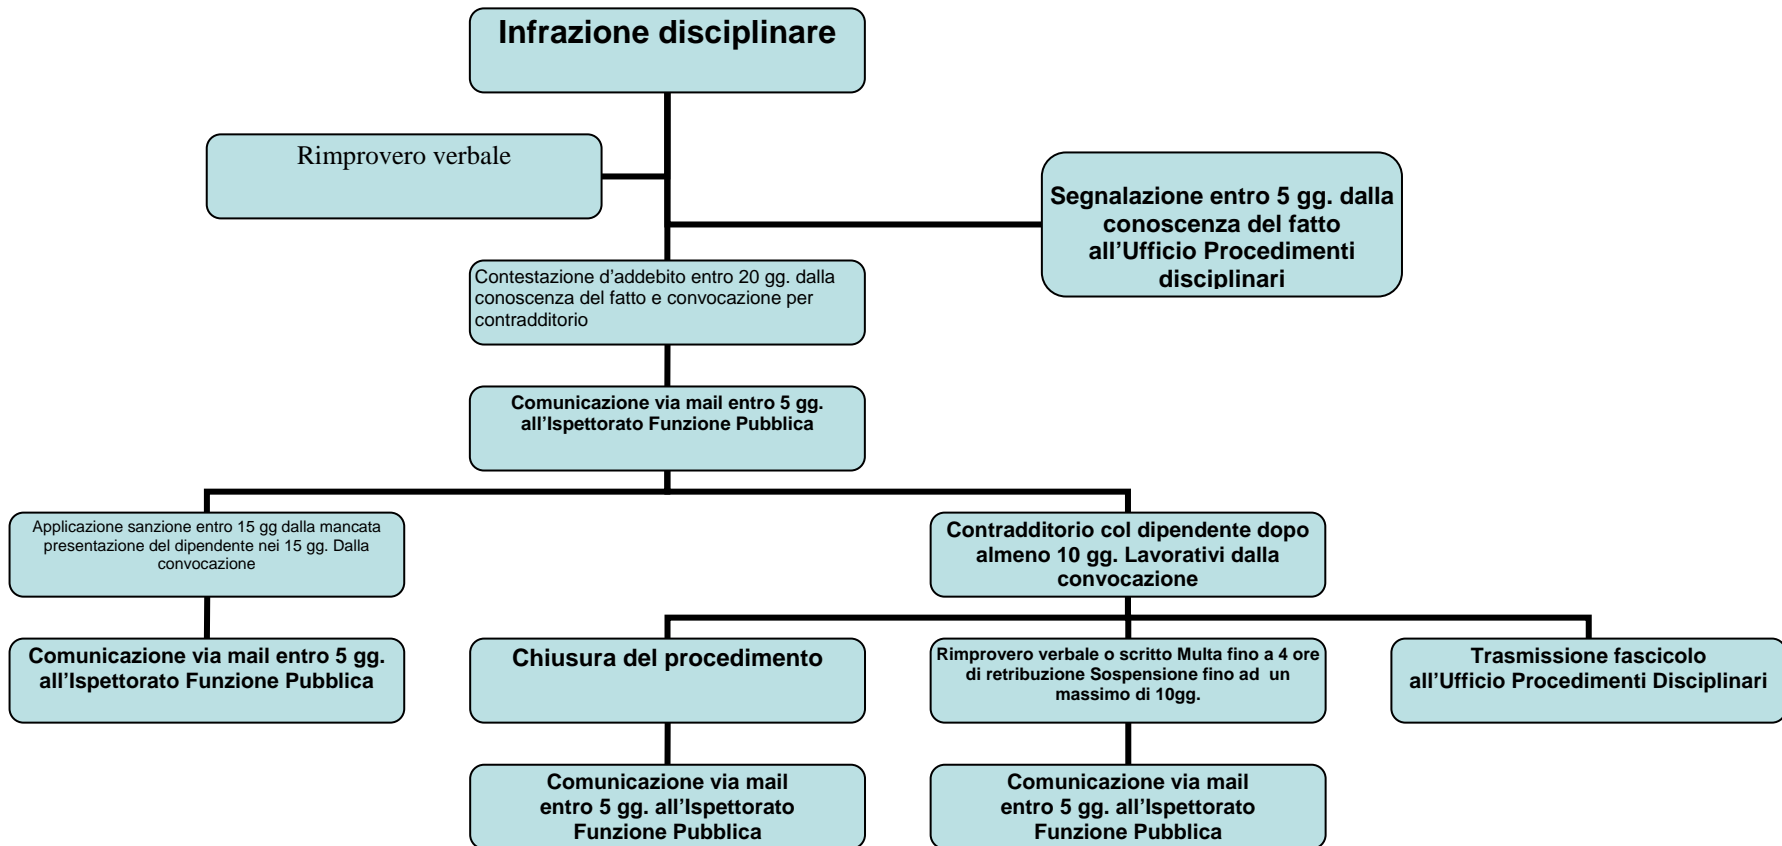 Infrazione disciplinare
Rimprovero verbale
Segnalazione entro 5 gg. dalla
conoscenza del fatto
all’Ufficio Procedimenti
disciplinari
Contestazione d’addebito entro 20 gg. dalla
conoscenza del fatto e convocazione per
contradditorio
Comunicazione via mail entro 5 gg.
all’Ispettorato Funzione Pubblica
Applicazione sanzione entro 15 gg dalla mancata
presentazione del dipendente nei 15 gg. Dalla
convocazione
Contradditorio col dipendente dopo
almeno 10 gg. Lavorativi dalla
convocazione
Comunicazione via mail entro 5 gg.
all’Ispettorato Funzione Pubblica
Chiusura del procedimento
Rimprovero verbale o scritto Multa fino a 4 ore
di retribuzione Sospensione fino ad un
massimo di 10gg.
Trasmissione fascicolo
all’Ufficio Procedimenti Disciplinari
Comunicazione via mail
entro 5 gg. all’Ispettorato
Funzione Pubblica
Comunicazione via mail
entro 5 gg. all’Ispettorato
Funzione Pubblica